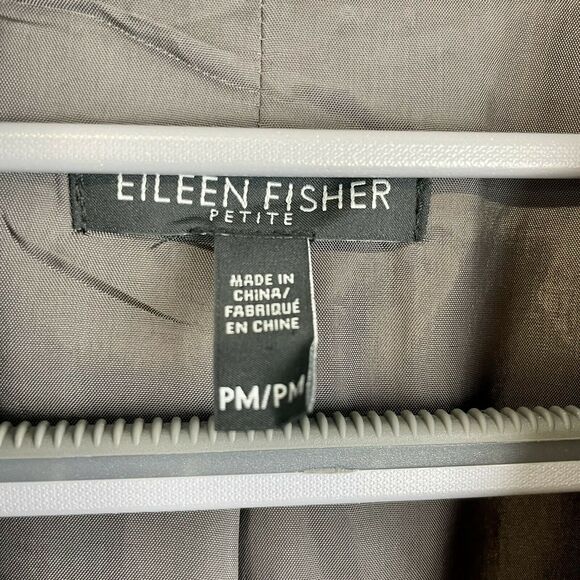 EILEEN FISHER
PETITE
MADE IN
CHINA/
FABRIQUÉ
EN CHINE
PM/PM